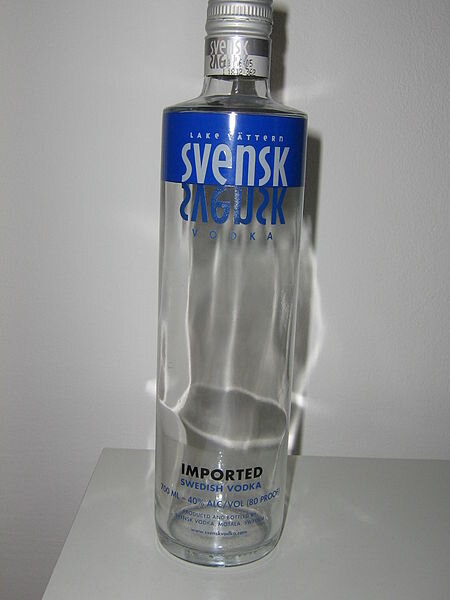 SVENSK
LAKE VÄTTERN
SVENSK
VODKA
IMPORTED
SWEDISH VODKA
700 ML - 40% ALC/VOL (80 PROOF)
PRODUCED AND BOTTLED BY
SVENSK VODKA, MOTALA, SWEDEN
www.svenskvodka.com